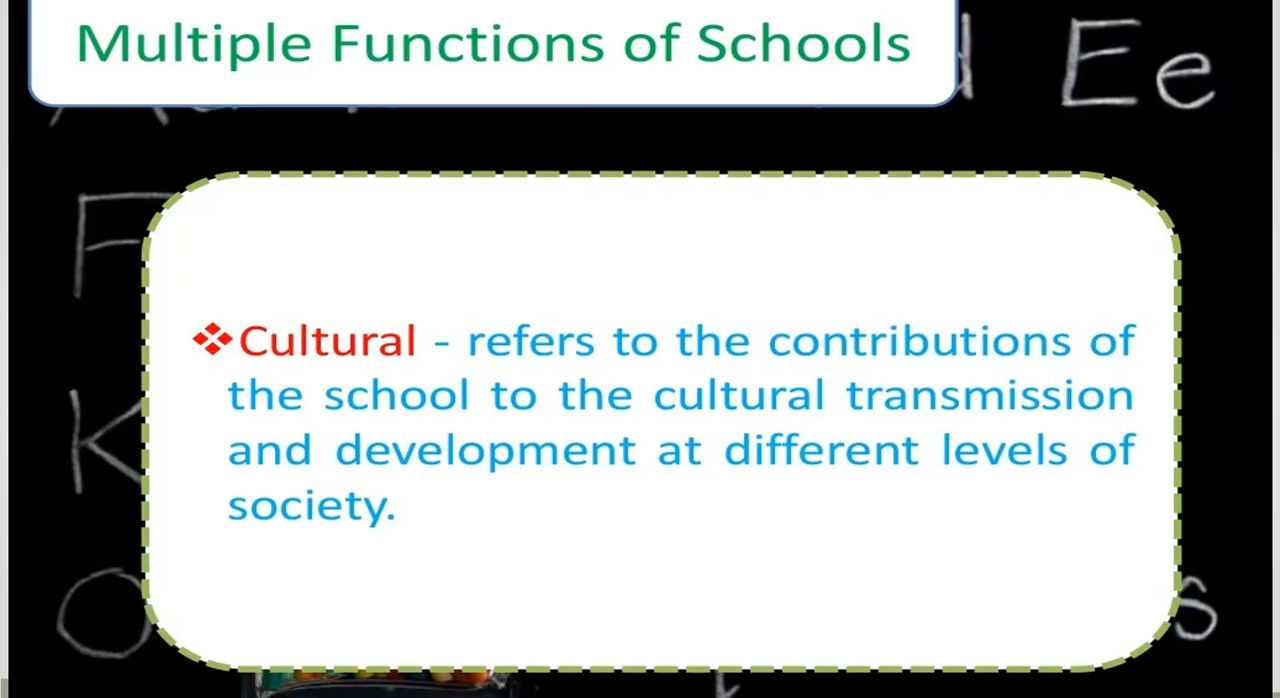 Multiple Functions of Schools
d Ee
F
❖Cultural - refers to the contributions of
the school to the cultural transmission
and development at different levels of
society.
K
O
s